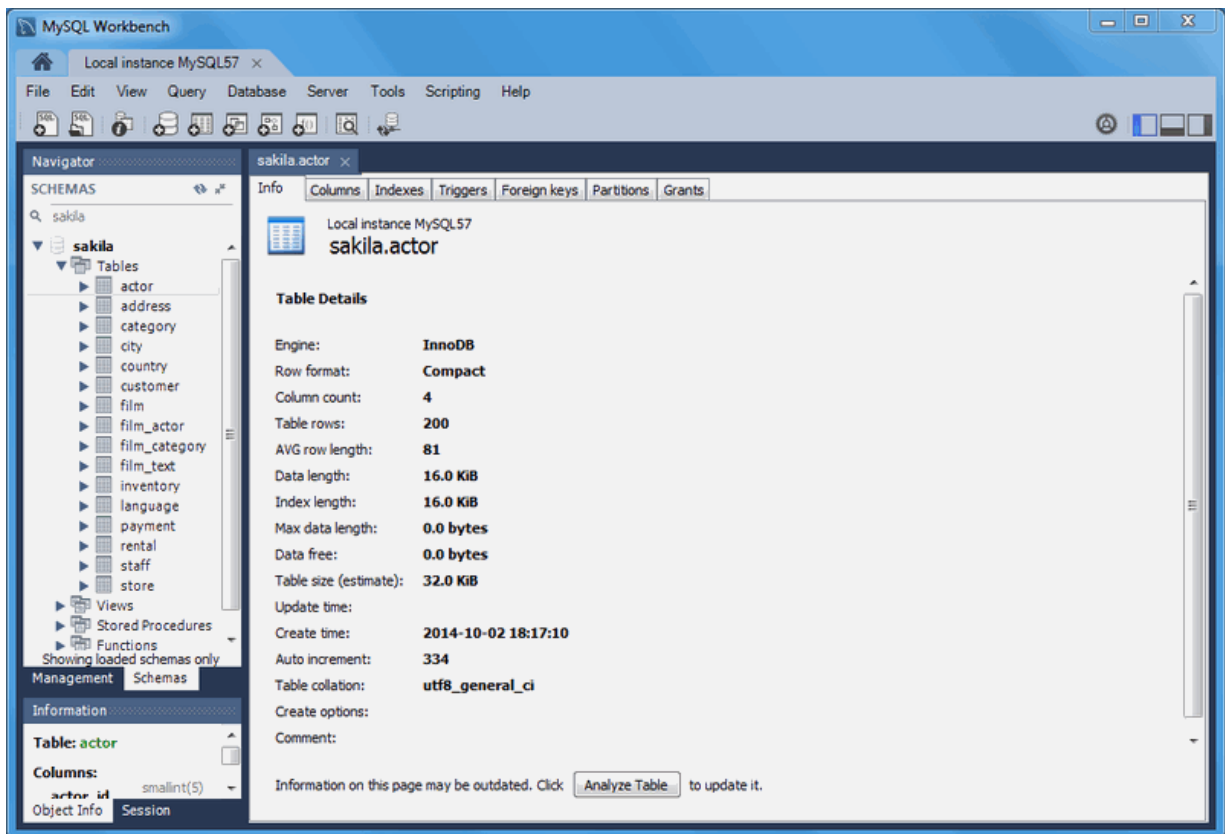 MySQL Workbench
Local instance MySQL57
File Edit View Query Database Server Tools Scripting Help
Navigator
SCHEMAS
sakila
sakila
Tables
actor
address
category
city
country
customer
film
film_actor
film_category
film_text
inventory
language
payment
rental
staff
store
Views
Stored Procedures
Functions
Showing loaded schemas only
Management Schemas
Information
Table: actor
Columns:
actor_id smallint(5)
Object Info Session
sakila.actor
Info Columns Indexes Triggers Foreign keys Partitions Grants
Local instance MySQL57
sakila.actor
Table Details
Engine: InnoDB
Row format: Compact
Column count: 4
Table rows: 200
AVG row length: 81
Data length: 16.0 KiB
Index length: 16.0 KiB
Max data length: 0.0 bytes
Data free: 0.0 bytes
Table size (estimate): 32.0 KiB
Update time:
Create time: 2014-10-02 18:17:10
Auto increment: 334
Table collation: utf8_general_ci
Create options:
Comment:
Information on this page may be outdated. Click Analyze Table to update it.